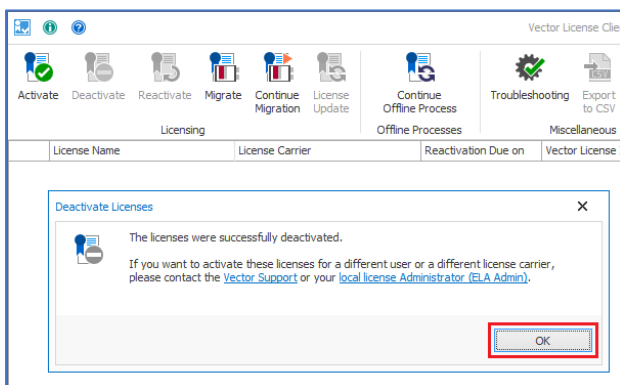 Vector License Clie
Activate Deactivate Reactivate Migrate Continue Migration License Update Continue Offline Process Troubleshooting Export to CSV
Licensing Offline Processes Miscellaneous
License Name License Carrier Reactivation Due on Vector License
Deactivate Licenses
The licenses were successfully deactivated.
If you want to activate these licenses for a different user or a different license carrier,
please contact the Vector Support or your local license Administrator (ELA Admin).
OK